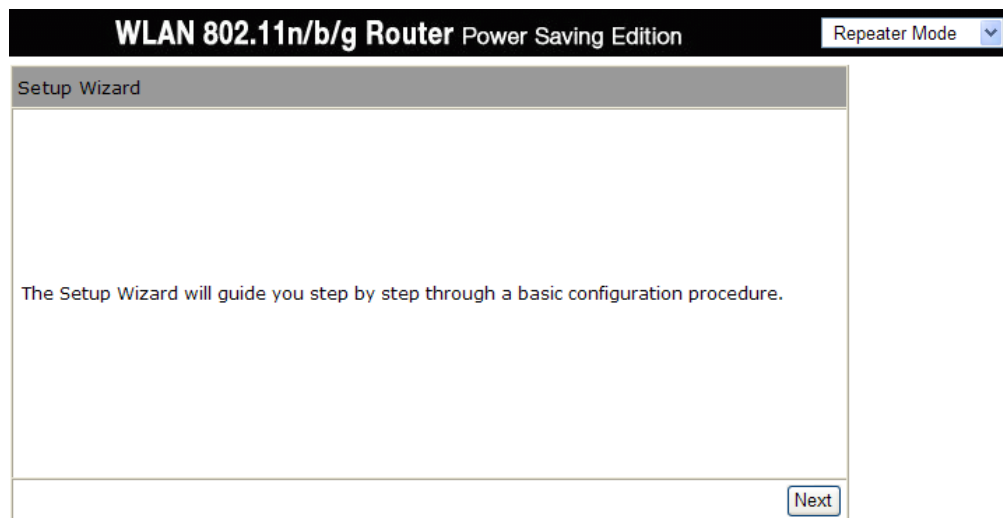 WLAN 802.11n/b/g Router Power Saving Edition
Repeater Mode
Setup Wizard
The Setup Wizard will guide you step by step through a basic configuration procedure.
Next